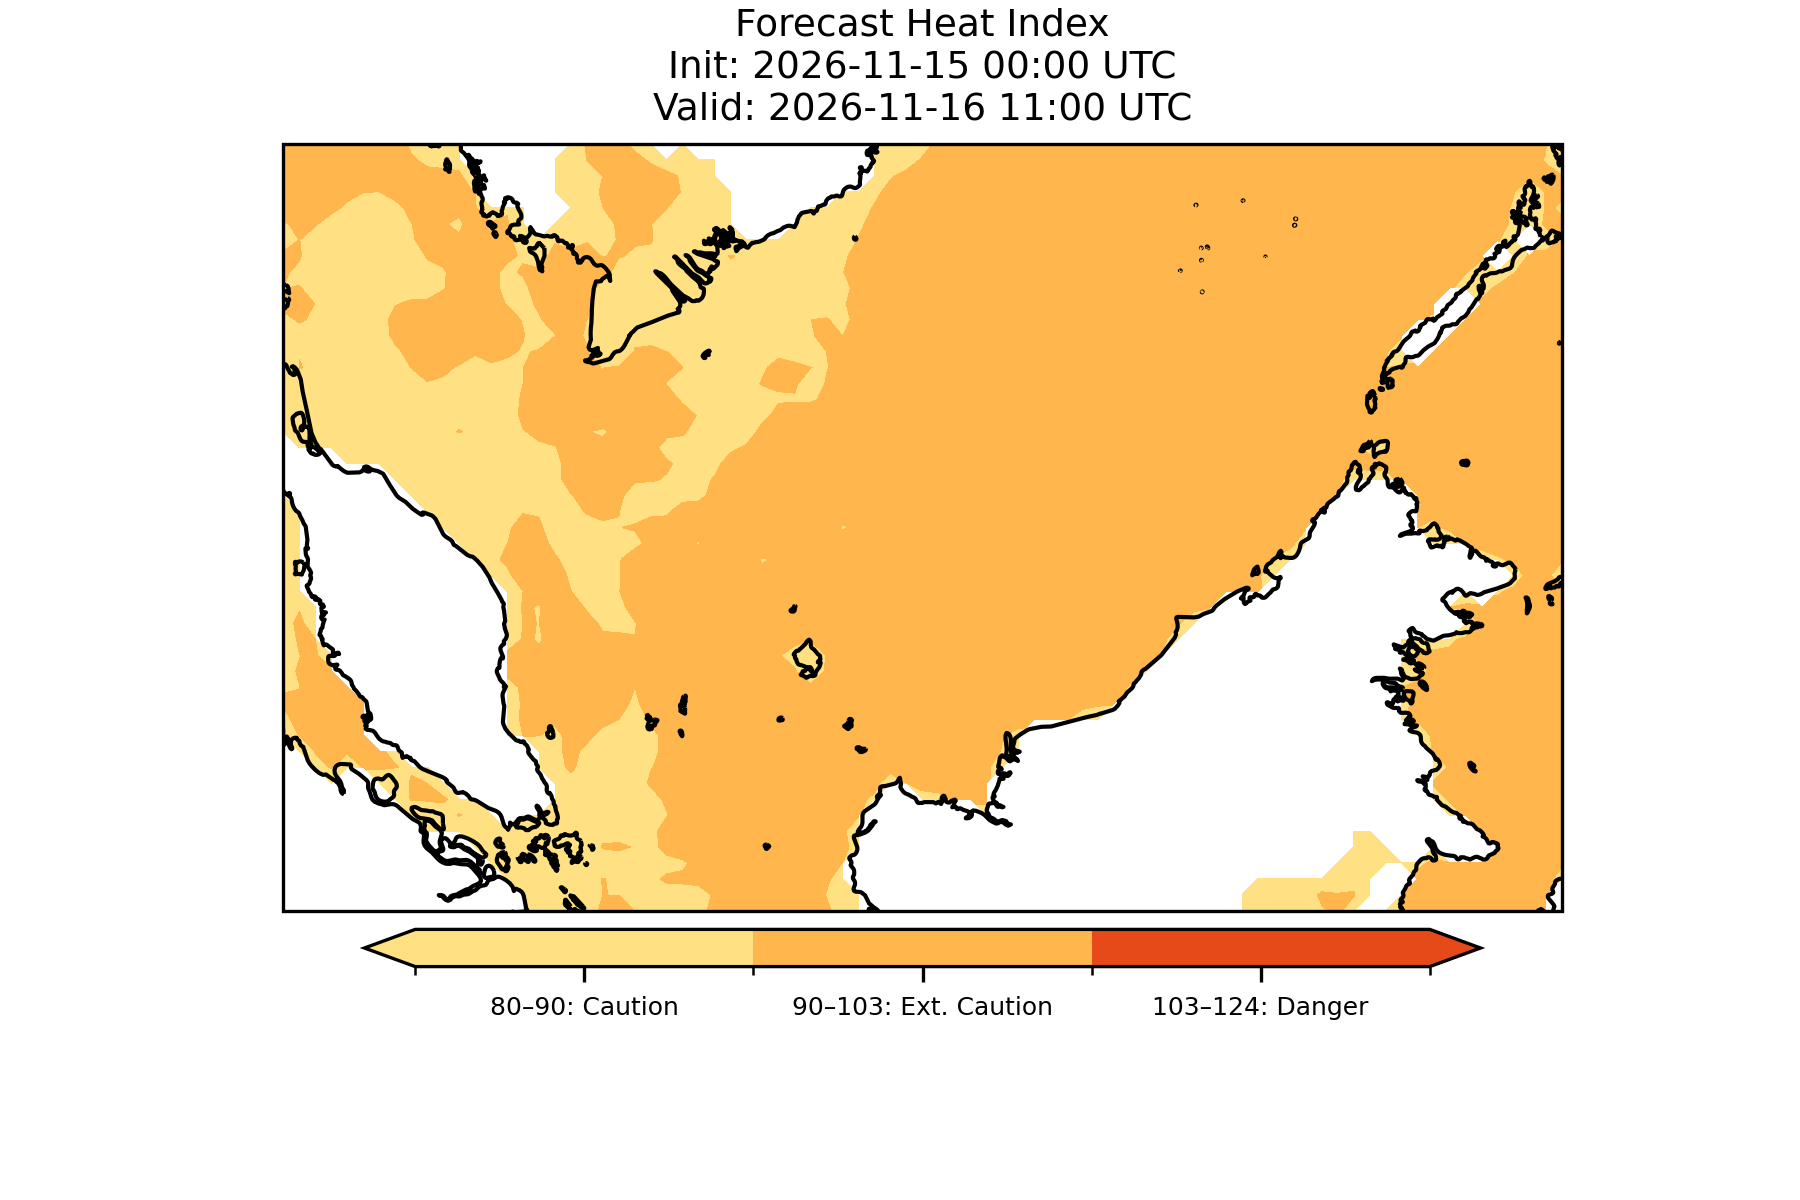 Forecast Heat Index
Init: 2026-11-15 00:00 UTC
Valid: 2026-11-16 11:00 UTC
80–90: Caution
90–103: Ext. Caution
103–124: Danger